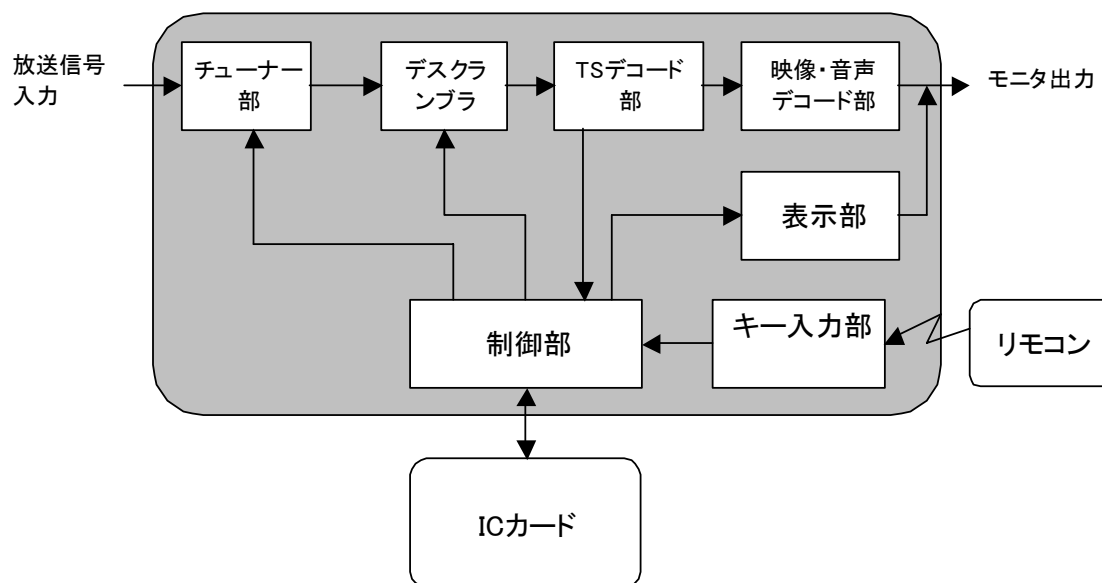 放送信号
入力
チューナー
部
デスクラ
ンブラ
TSデコード
部
映像・音声
デコード部
モニタ出力
表示部
制御部
キー入力部
リモコン
ICカード